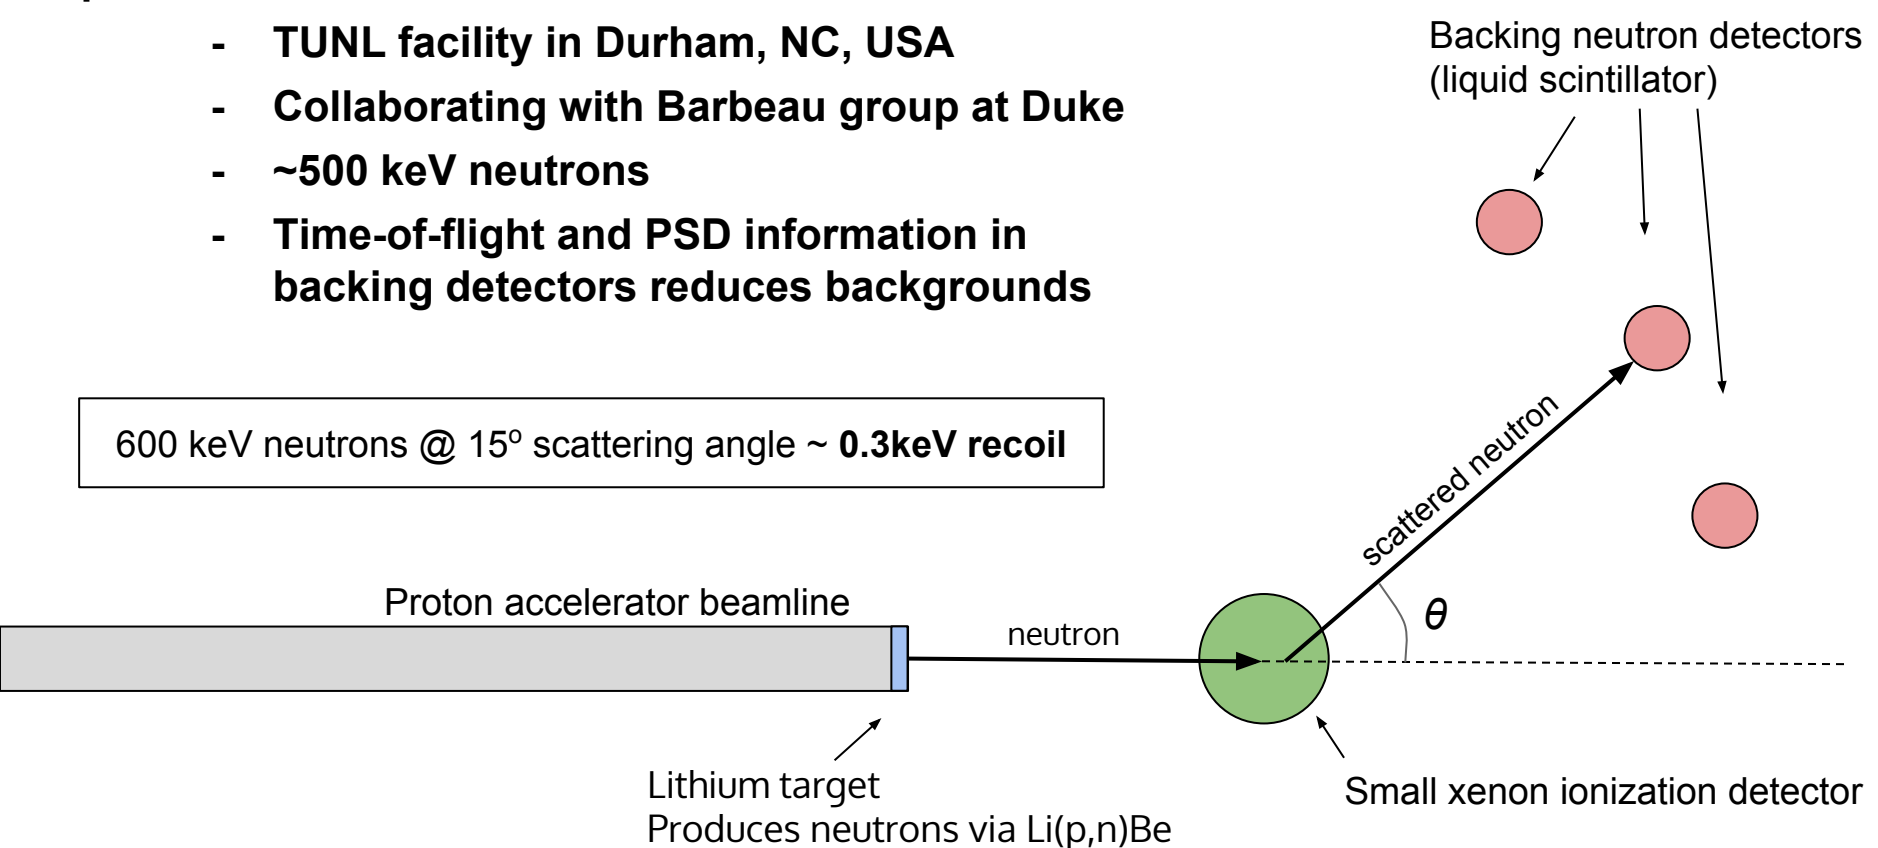 - TUNL facility in Durham, NC, USA
- Collaborating with Barbeau group at Duke
- ~500 keV neutrons
- Time-of-flight and PSD information in
backing detectors reduces backgrounds
Backing neutron detectors
(liquid scintillator)
600 keV neutrons @ 15º scattering angle ~ 0.3keV recoil
scattered neutron
Proton accelerator beamline
neutron
θ
Lithium target
Produces neutrons via Li(p,n)Be
Small xenon ionization detector